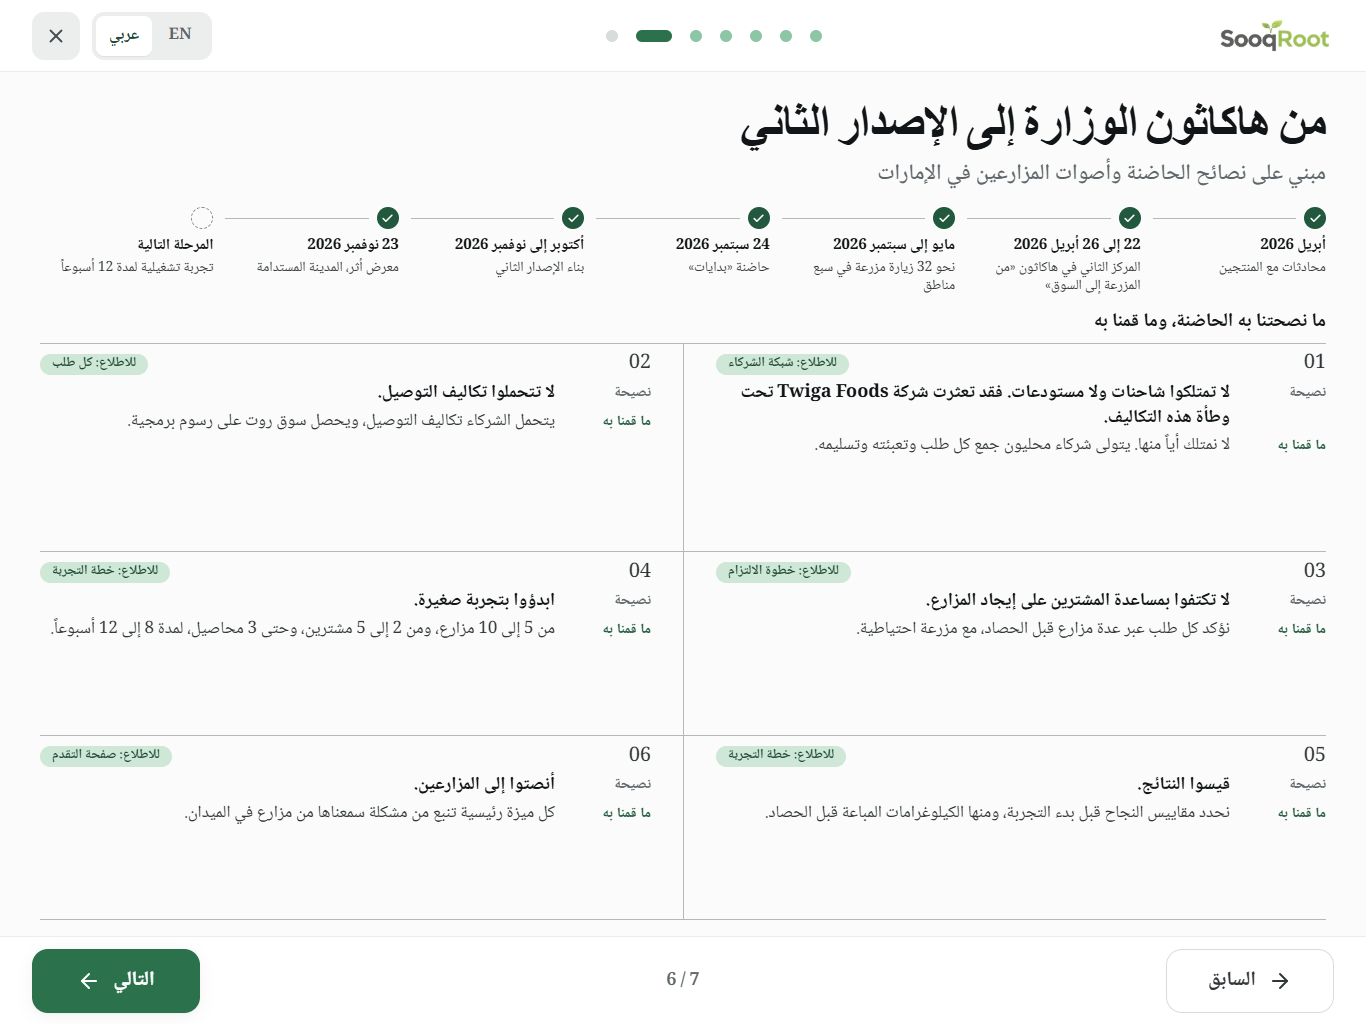 SooqRoot
عربي
EN
من هاكاثون الوزارة إلى الإصدار الثاني
مبني على نصائح الحاضنة وأصوات المزارعين في الإمارات
أبريل 2026
محادثات مع المنتجين
22 إلى 26 أبريل 2026
المركز الثاني في هاكاثون «من
المزرعة إلى السوق»
مايو إلى سبتمبر 2026
نحو 32 زيارة مزرعة في سبع
مناطق
24 سبتمبر 2026
حاضنة «بدايات»
أكتوبر إلى نوفمبر 2026
بناء الإصدار الثاني
23 نوفمبر 2026
معرض أثر، المدينة المستدامة
المرحلة التالية
تجربة تشغيلية لمدة 12 أسبوعاً
ما نصحتنا به الحاضنة، وما قمنا به
01
للاطلاع: شبكة الشركاء
نصيحة
لا تمتلكوا شاحنات ولا مستودعات. فقد تعثرت شركة Twiga Foods تحت
وطأة هذه التكاليف.
ما قمنا به
لا نمتلك أياً منها. يتولى شركاء محليون جمع كل طلب وتعبئته وتسليمه.
02
للاطلاع: كل طلب
نصيحة
لا تتحملوا تكاليف التوصيل.
ما قمنا به
يتحمل الشركاء تكاليف التوصيل، ويحصل سوق روت على رسوم برمجية.
03
للاطلاع: خطوة الالتزام
نصيحة
لا تكتفوا بمساعدة المشترين على إيجاد المزارع.
ما قمنا به
نؤكد كل طلب عبر عدة مزارع قبل الحصاد، مع مزرعة احتياطية.
04
للاطلاع: خطة التجربة
نصيحة
ابدؤوا بتجربة صغيرة.
ما قمنا به
من 5 إلى 10 مزارع، ومن 2 إلى 5 مشترين، وحتى 3 محاصيل، لمدة 8 إلى 12 أسبوعاً.
05
للاطلاع: خطة التجربة
نصيحة
قيسوا النتائج.
ما قمنا به
نحدد مقاييس النجاح قبل بدء التجربة، ومنها الكيلوغرامات المباعة قبل الحصاد.
06
للاطلاع: صفحة التقدم
نصيحة
أنصتوا إلى المزارعين.
ما قمنا به
كل ميزة رئيسية تنبع من مشكلة سمعناها من مزارع في الميدان.
السابق
6 / 7
التالي